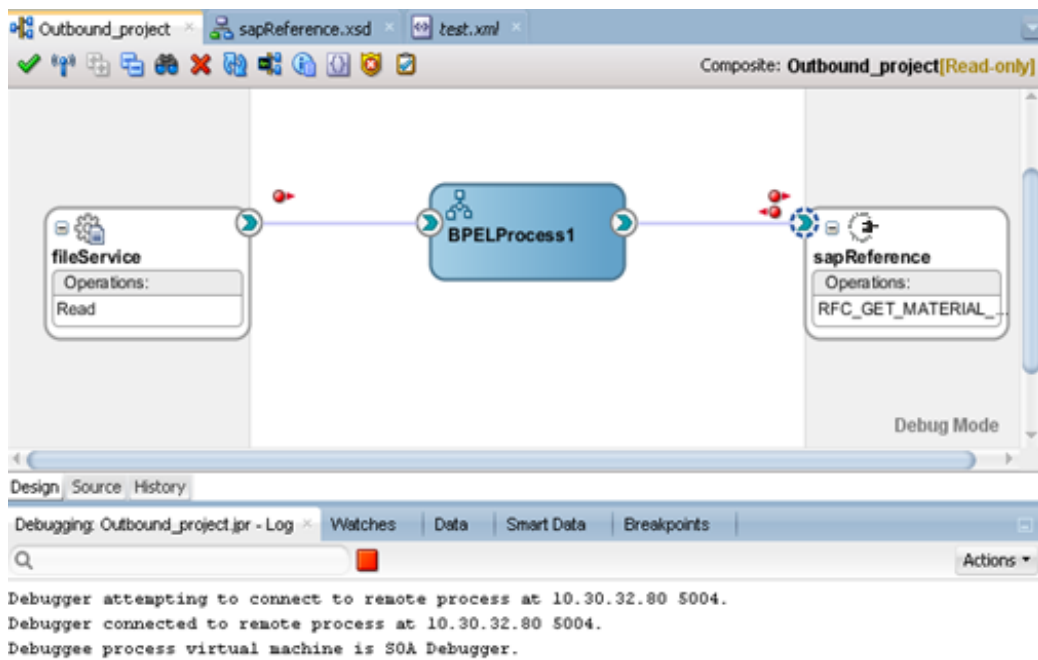 Outbound_project
sapReference.xsd
test.xml
Composite: Outbound_project[Read-only]
fileService
Operations:
Read
BPELProcess1
sapReference
Operations:
RFC_GET_MATERIAL_...
Debug Mode
Design Source History
Debugging: Outbound_project.jpr - Log Watches Data Smart Data Breakpoints
Actions
Debugger attempting to connect to remote process at 10.30.32.80 5004.
Debugger connected to remote process at 10.30.32.80 5004.
Debuggee process virtual machine is SOA Debugger.